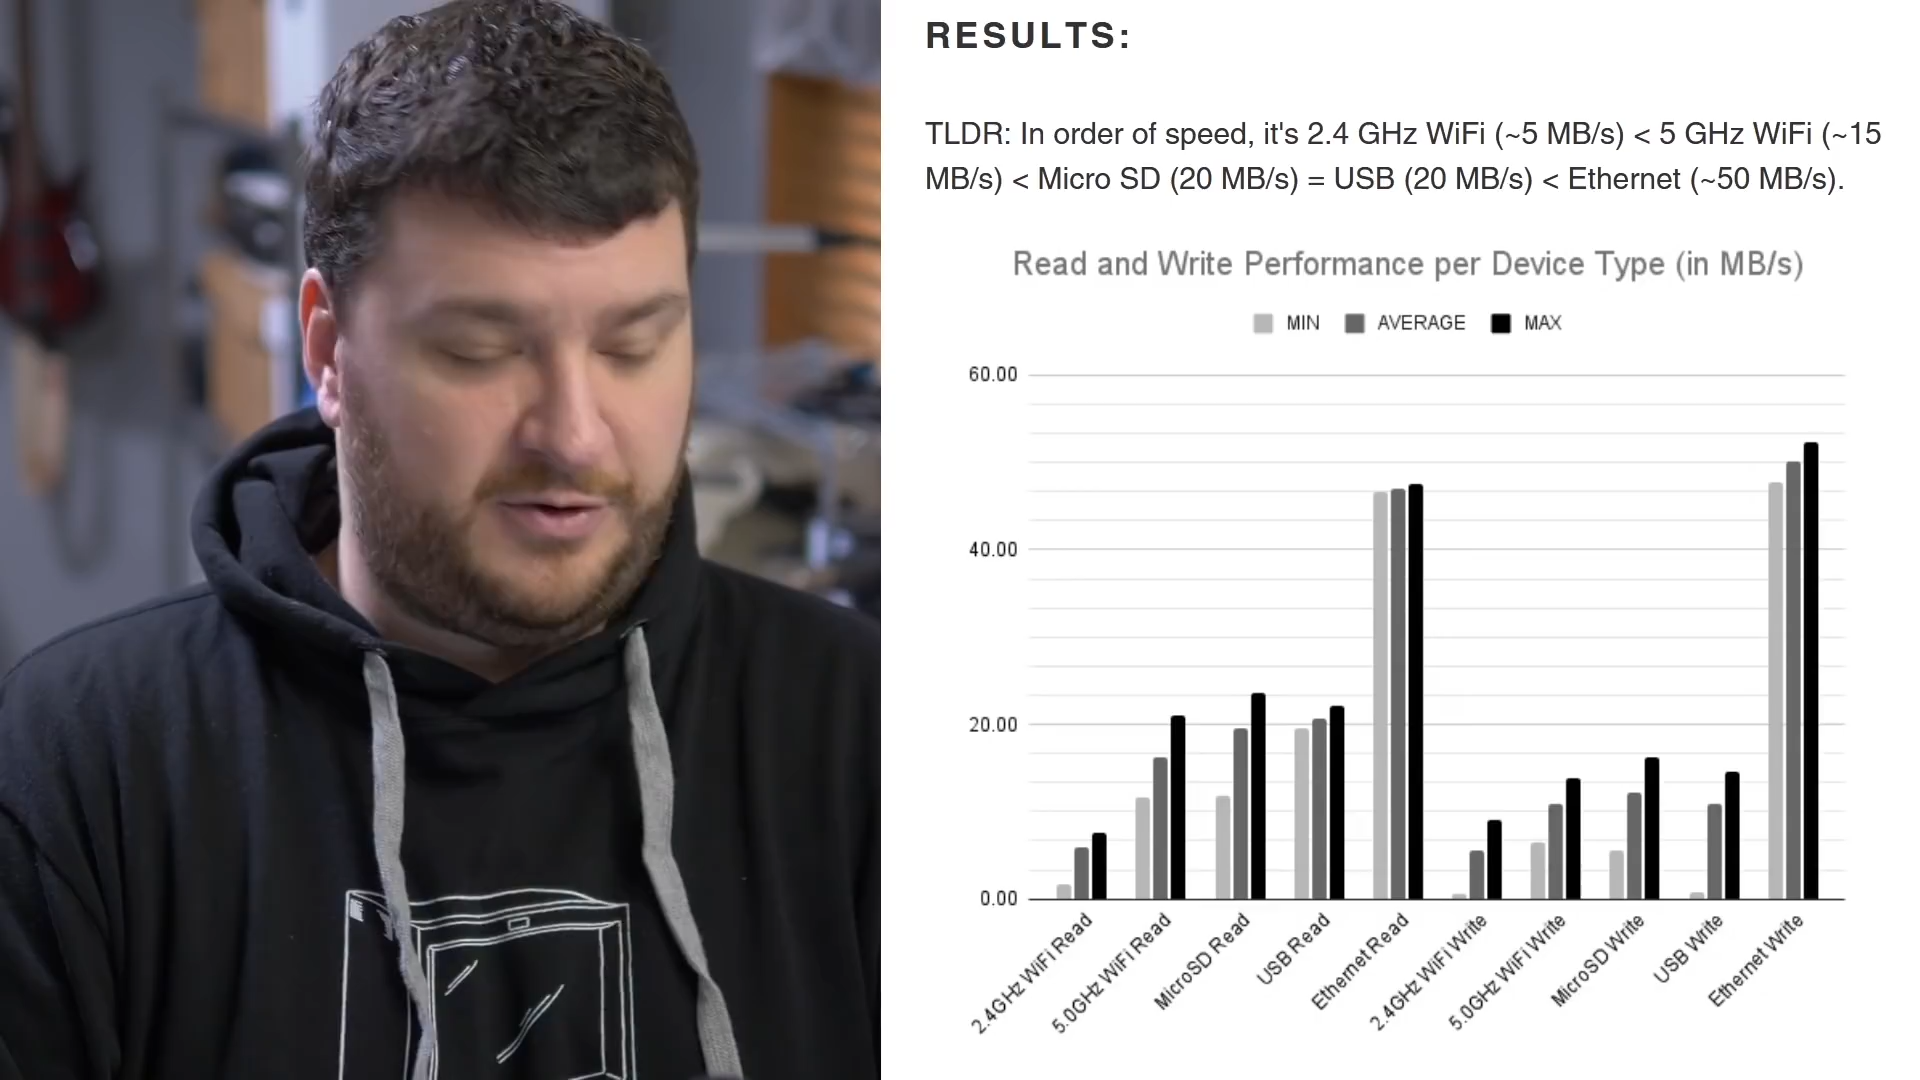 RESULTS:
TLDR: In order of speed, it's 2.4 GHz WiFi (~5 MB/s) < 5 GHz WiFi (~15
MB/s) < Micro SD (20 MB/s) = USB (20 MB/s) < Ethernet (~50 MB/s).
Read and Write Performance per Device Type (in MB/s)
MIN AVERAGE MAX
60.00
40.00
20.00
0.00
2.4GHz WiFi Read
5.0GHz WiFi Read
MicroSD Read
USB Read
Ethernet Read
2.4GHz WiFi Write
5.0GHz WiFi Write
MicroSD Write
USB Write
Ethernet Write